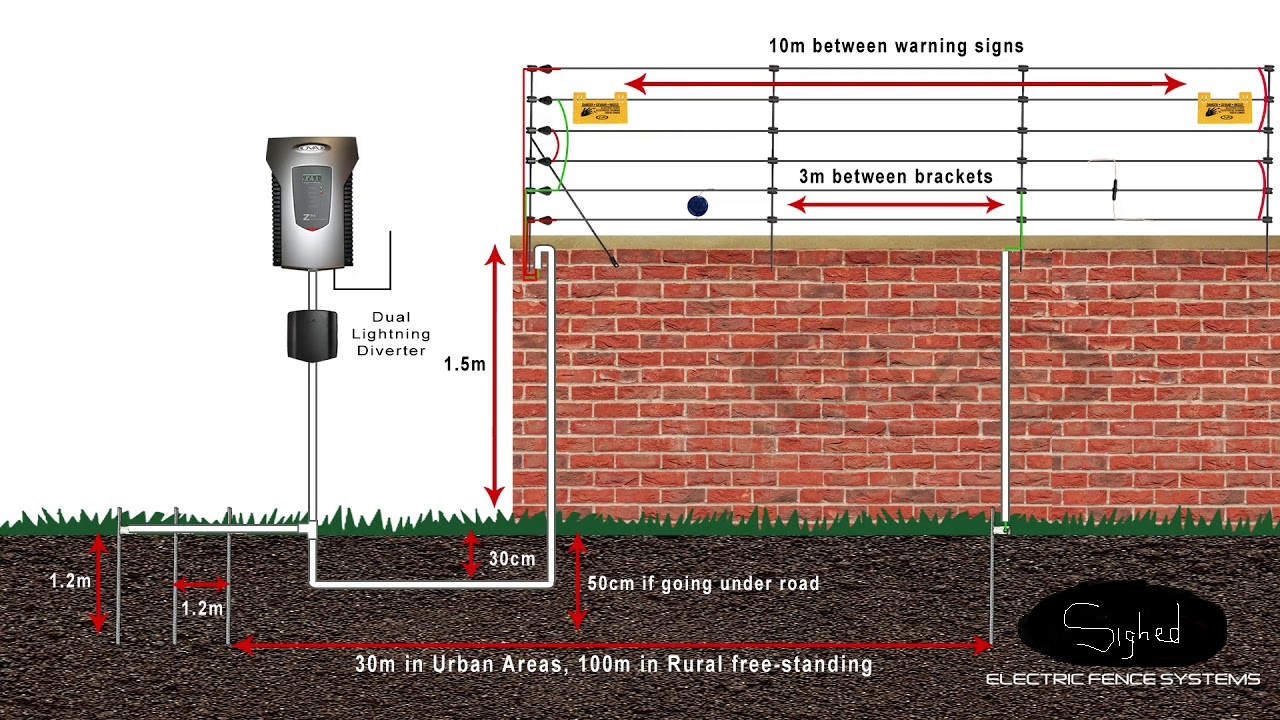 10m between warning signs
3m between brackets
Dual
Lightning
Diverter
1.5m
30cm
1.2m
50cm if going under road
1.2m
30m in Urban Areas, 100m in Rural free-standing
Sighed
ELECTRIC FENCE SYSTEMS